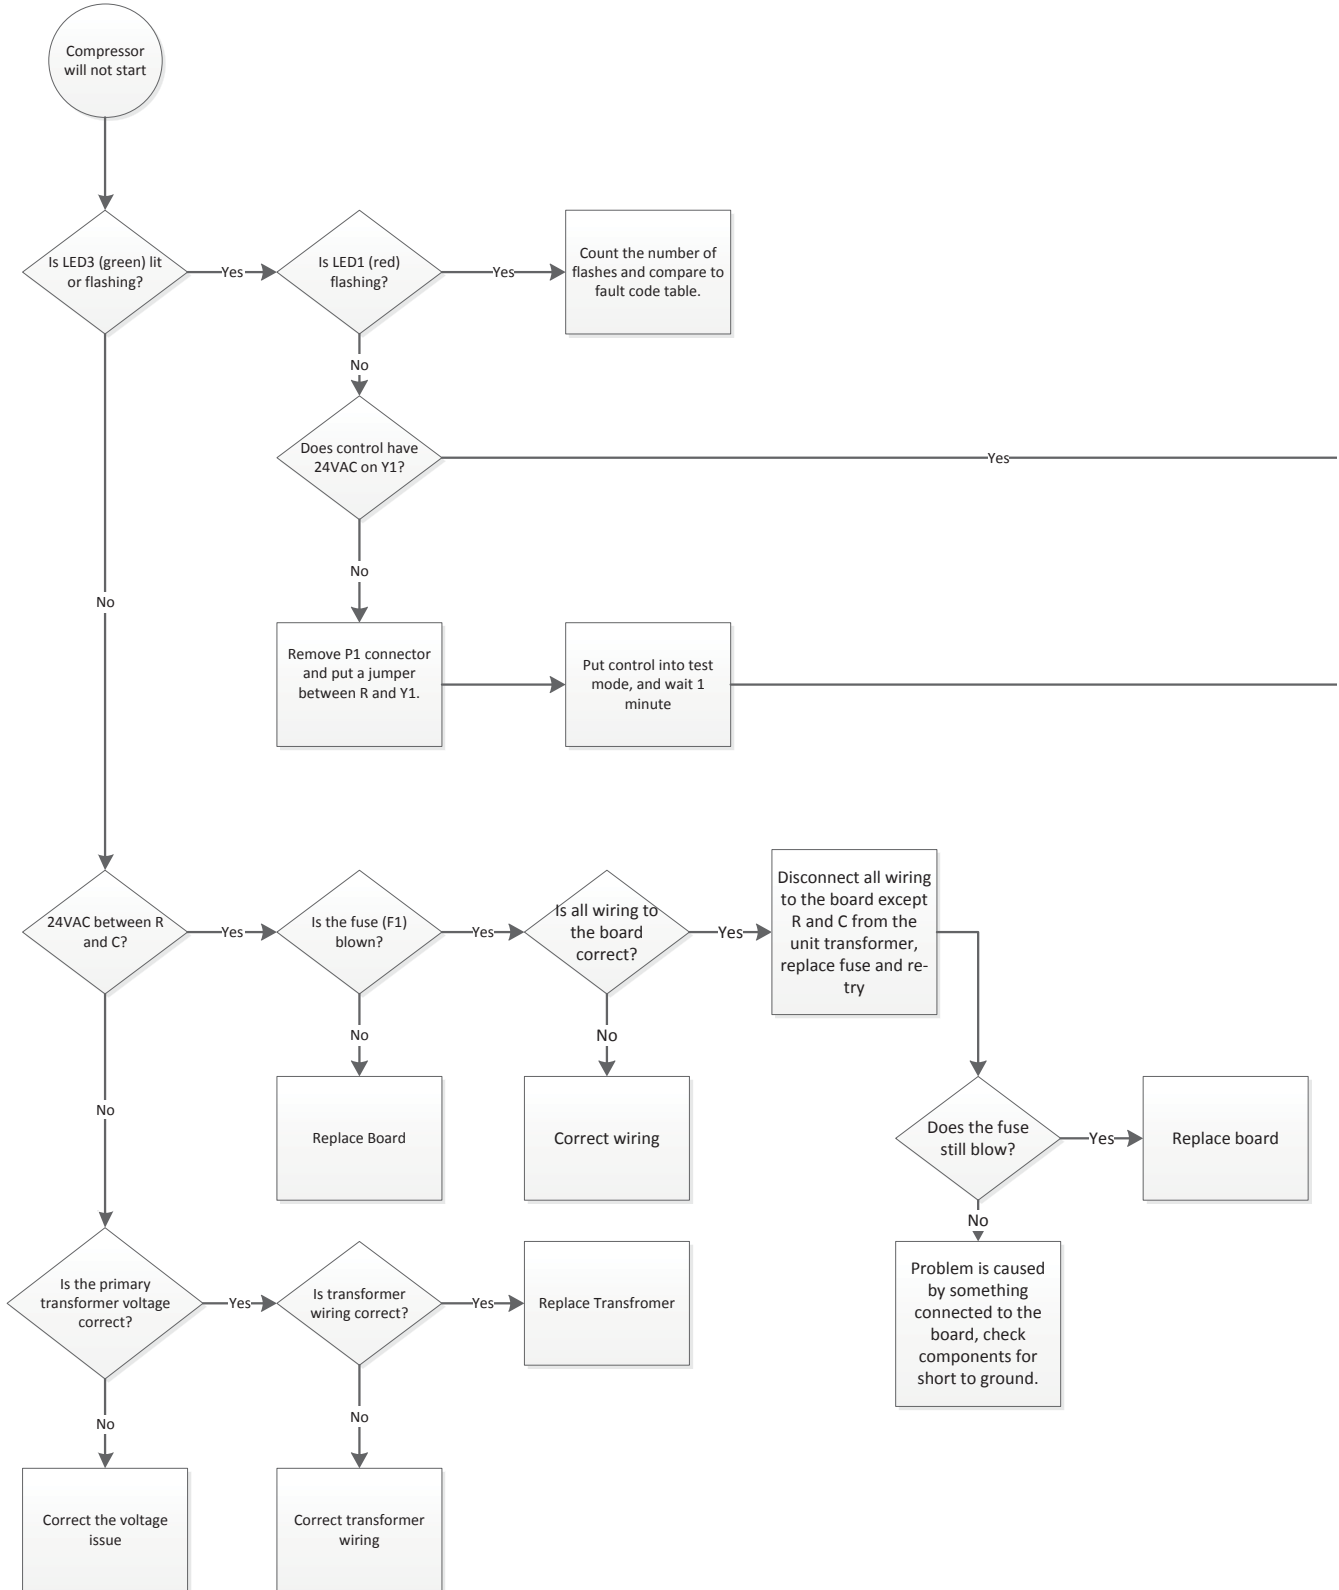 Compressor
will not start
Is LED3 (green) lit
or flashing?
Yes
Is LED1 (red)
flashing?
Yes
Count the number of
flashes and compare to
fault code table.
No
Does control have
24VAC on Y1?
Yes
No
No
Remove P1 connector
and put a jumper
between R and Y1.
Put control into test
mode, and wait 1
minute
24VAC between R
and C?
Yes
Is the fuse (F1)
blown?
Yes
Is all wiring to
the board
correct?
Yes
Disconnect all wiring
to the board except
R and C from the
unit transformer,
replace fuse and re-
try
No
No
No
Replace Board
Correct wiring
Does the fuse
still blow?
Yes
Replace board
No
Problem is caused
by something
connected to the
board, check
components for
short to ground.
Is the primary
transformer voltage
correct?
Yes
Is transformer
wiring correct?
Yes
Replace Transfromer
No
No
Correct the voltage
issue
Correct transformer
wiring